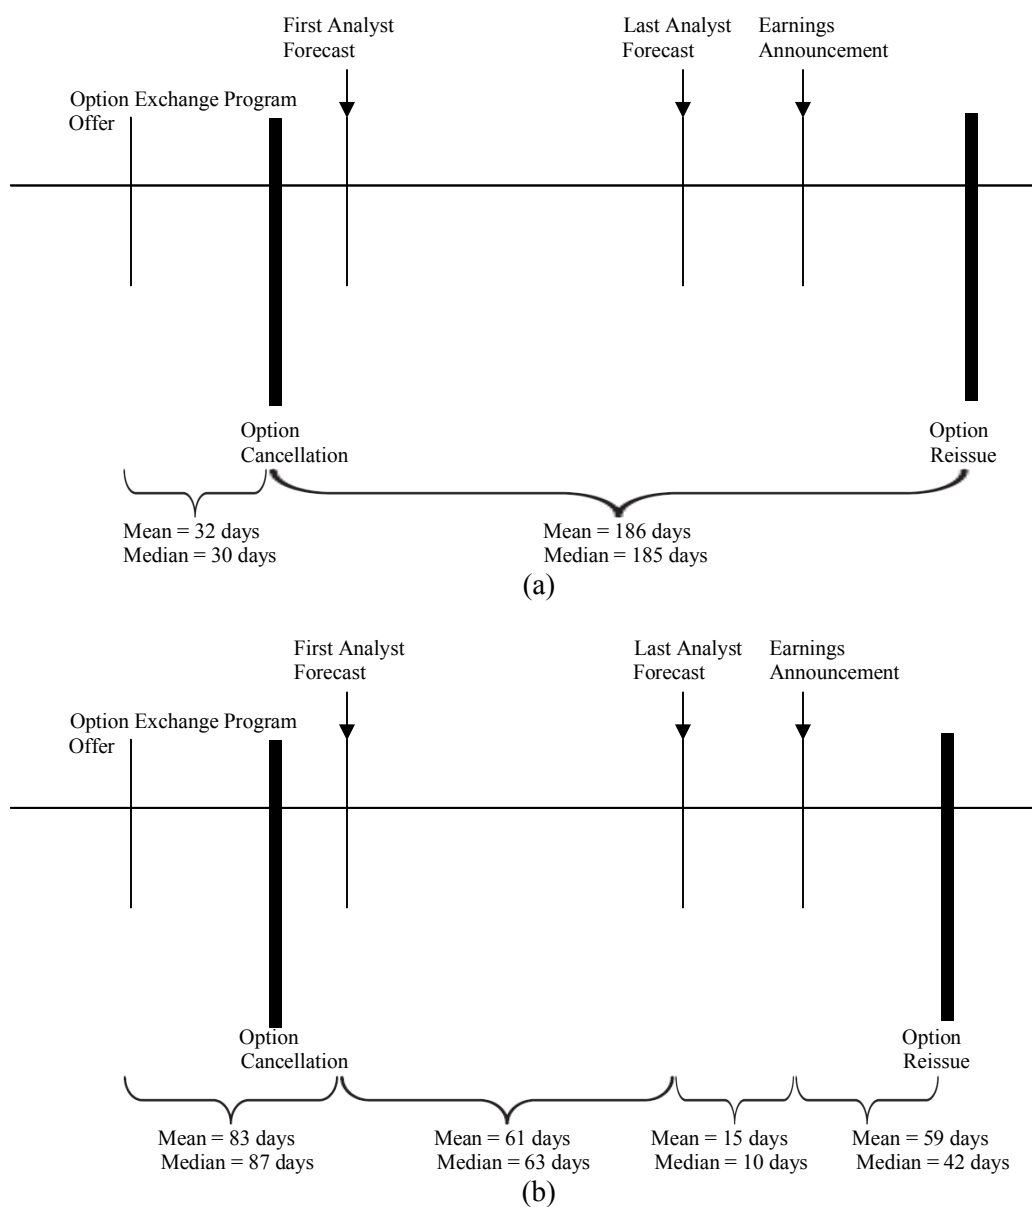 First Analyst
Forecast
Last Analyst
Forecast
Earnings
Announcement
Option Exchange Program
Offer
Option
Cancellation
Option
Reissue
Mean = 32 days
Median = 30 days
Mean = 186 days
Median = 185 days
(a)
First Analyst
Forecast
Last Analyst
Forecast
Earnings
Announcement
Option Exchange Program
Offer
Option
Cancellation
Option
Reissue
Mean = 83 days
Median = 87 days
Mean = 61 days
Median = 63 days
Mean = 15 days
Median = 10 days
Mean = 59 days
Median = 42 days
(b)